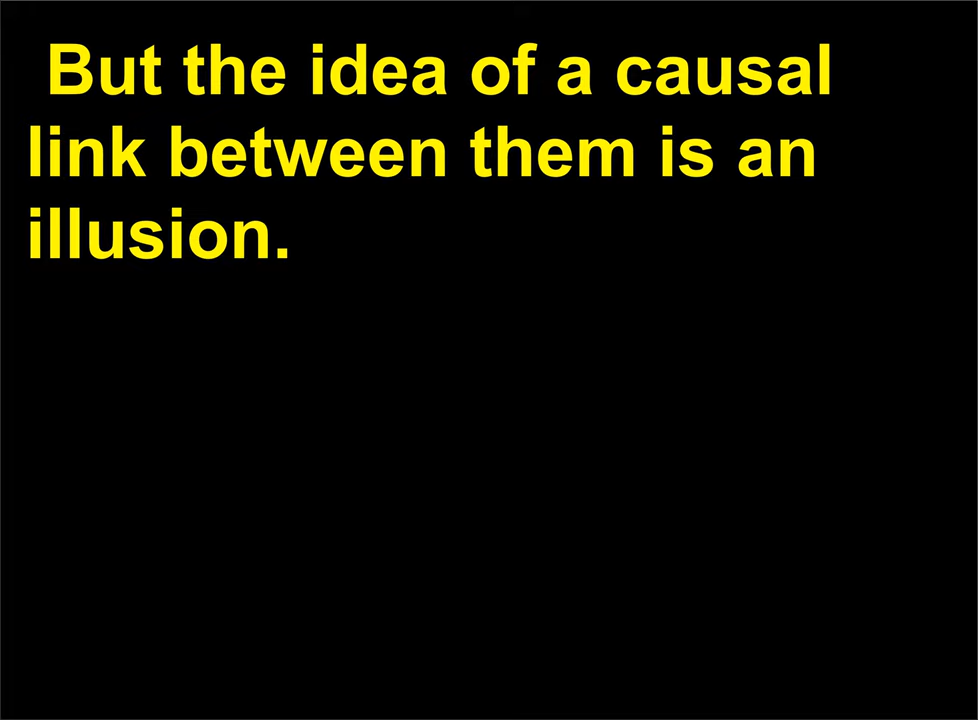 But the idea of a causal
link between them is an
illusion.